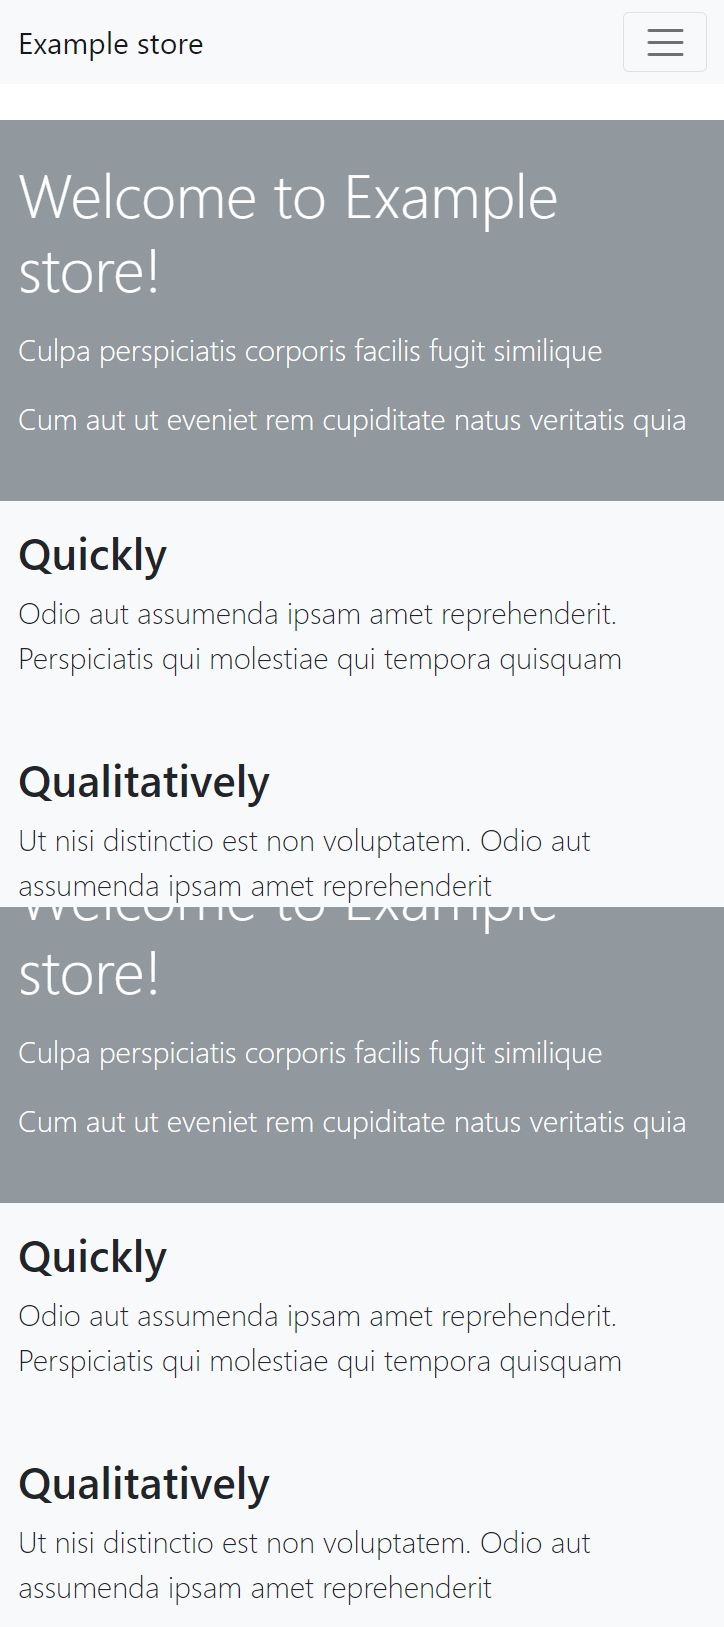 Example store
Welcome to Example
store!
Culpa perspiciatis corporis facilis fugit similique
Cum aut ut eveniet rem cupiditate natus veritatis quia
Quickly
Odio aut assumenda ipsam amet reprehenderit.
Perspiciatis qui molestiae qui tempora quisquam
Qualitatively
Ut nisi distinctio est non voluptatem. Odio aut
assumenda ipsam amet reprehenderit
Welcome to Example
store!
Culpa perspiciatis corporis facilis fugit similique
Cum aut ut eveniet rem cupiditate natus veritatis quia
Quickly
Odio aut assumenda ipsam amet reprehenderit.
Perspiciatis qui molestiae qui tempora quisquam
Qualitatively
Ut nisi distinctio est non voluptatem. Odio aut
assumenda ipsam amet reprehenderit